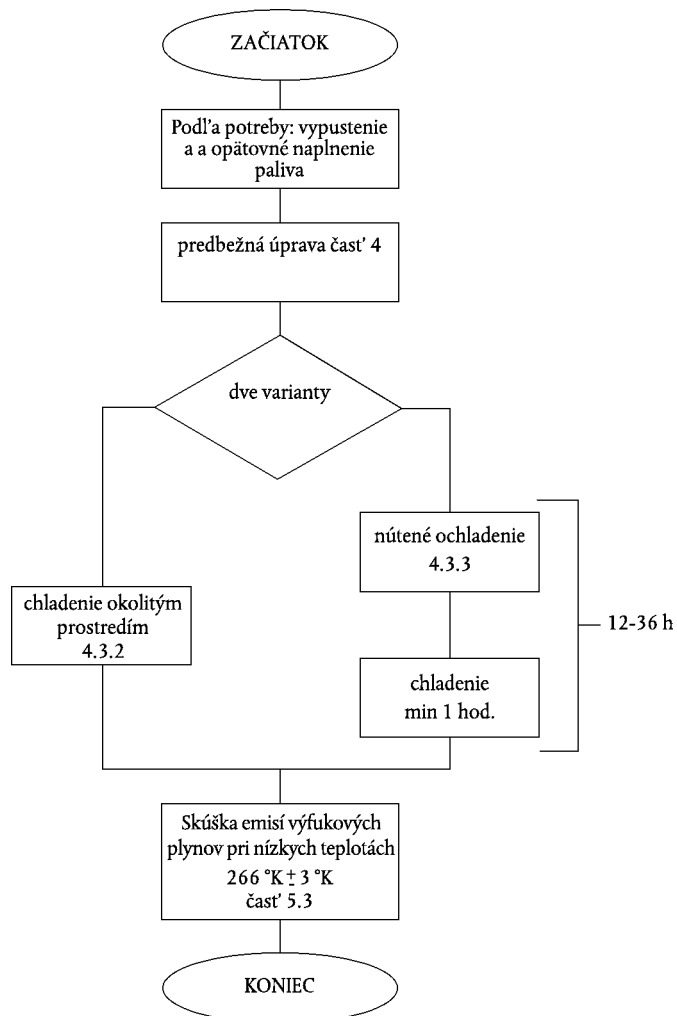 ZAČIATOK
Podľa potreby: vypustenie
a a opätovné naplnenie
paliva
predbežná úprava časť 4
dve varianty
chladenie okolitým
prostredím
4.3.2
nútené ochladenie
4.3.3
chladenie
min 1 hod.
12-36 h
Skúška emisí výfukových
plynov pri nízkych teplotách
266 °K ± 3 °K
časť 5.3
KONIEC